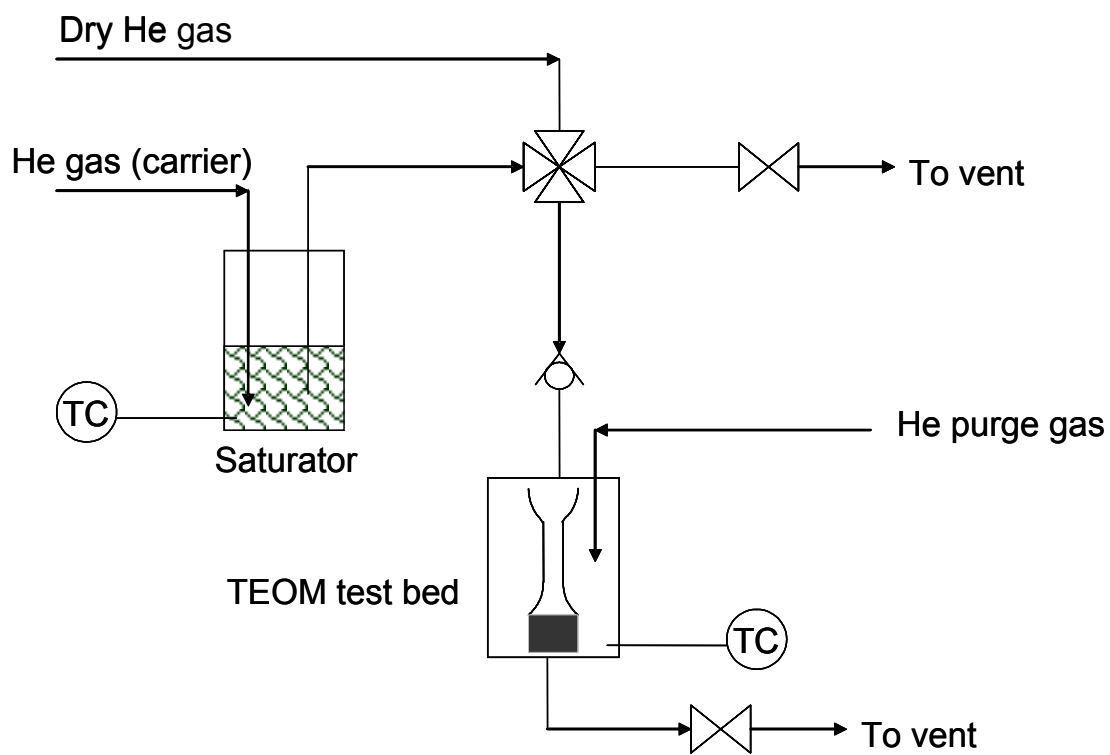 Dry He gas
He gas (carrier)
To vent
TC
Saturator
He purge gas
TEOM test bed
TC
To vent